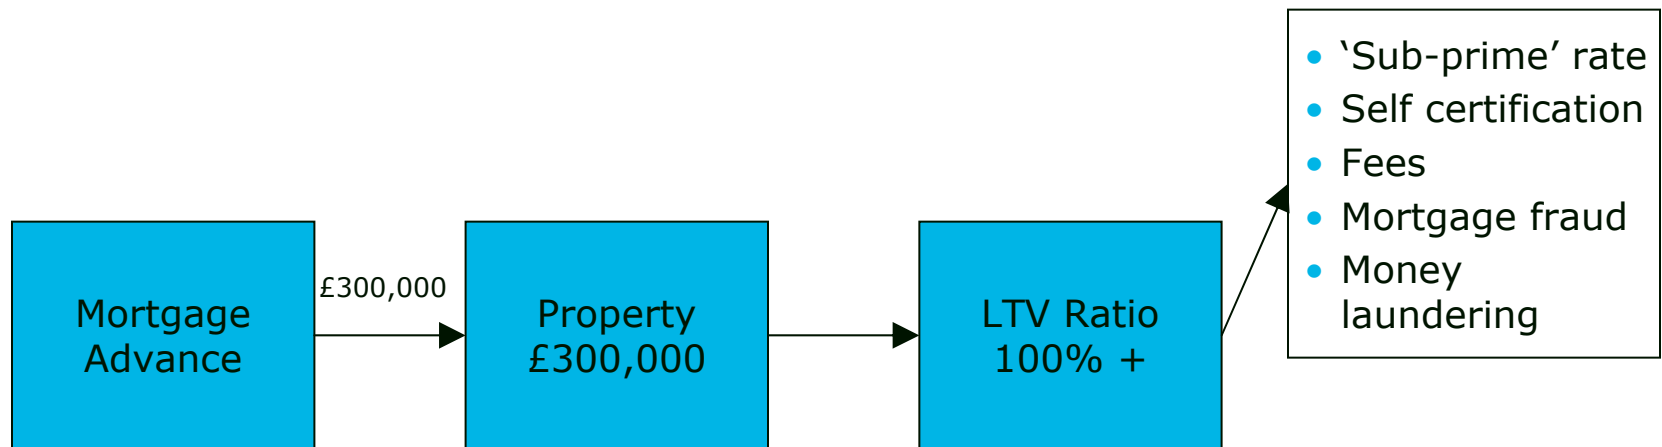 Mortgage
Advance
£300,000
Property
£300,000
LTV Ratio
100% +
• ‘Sub-prime’ rate
• Self certification
• Fees
• Mortgage fraud
• Money
laundering